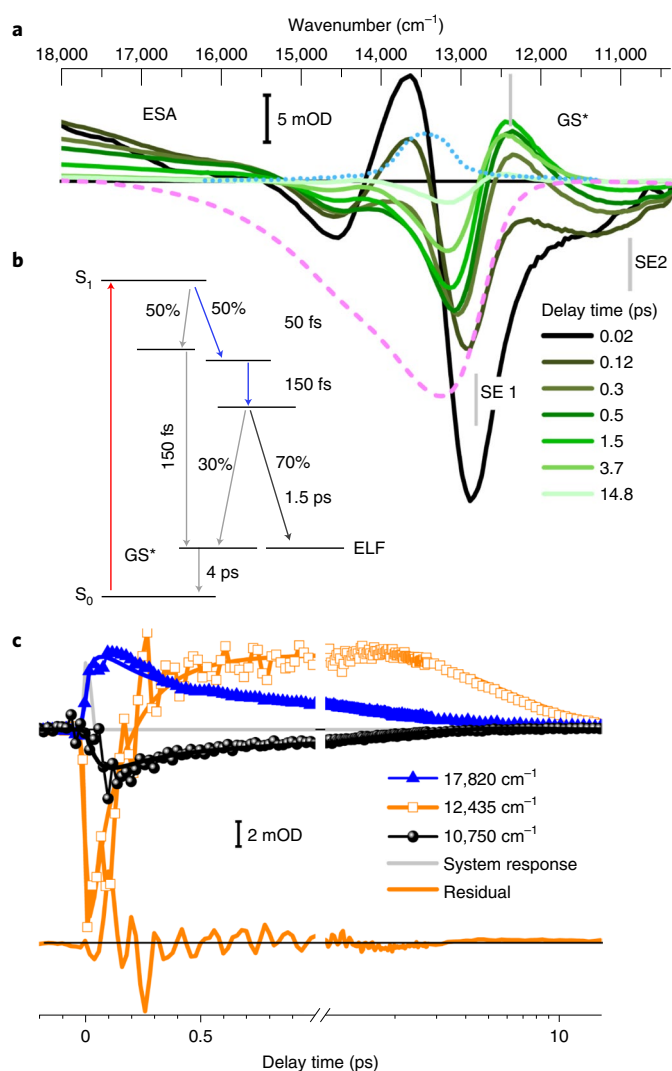 a
Wavenumber (cm⁻¹)
18,000 17,000 16,000 15,000 14,000 13,000 12,000 11,000
ESA
5 mOD
GS*
SE2
SE 1
Delay time (ps)
0.02
0.12
0.3
0.5
1.5
3.7
14.8
b
S₁
50% 50%
50 fs
150 fs
150 fs
30% 70%
1.5 ps
GS*
ELF
4 ps
S₀
c
17,820 cm⁻¹
12,435 cm⁻¹
10,750 cm⁻¹
System response
Residual
2 mOD
0 0.5 10
Delay time (ps)